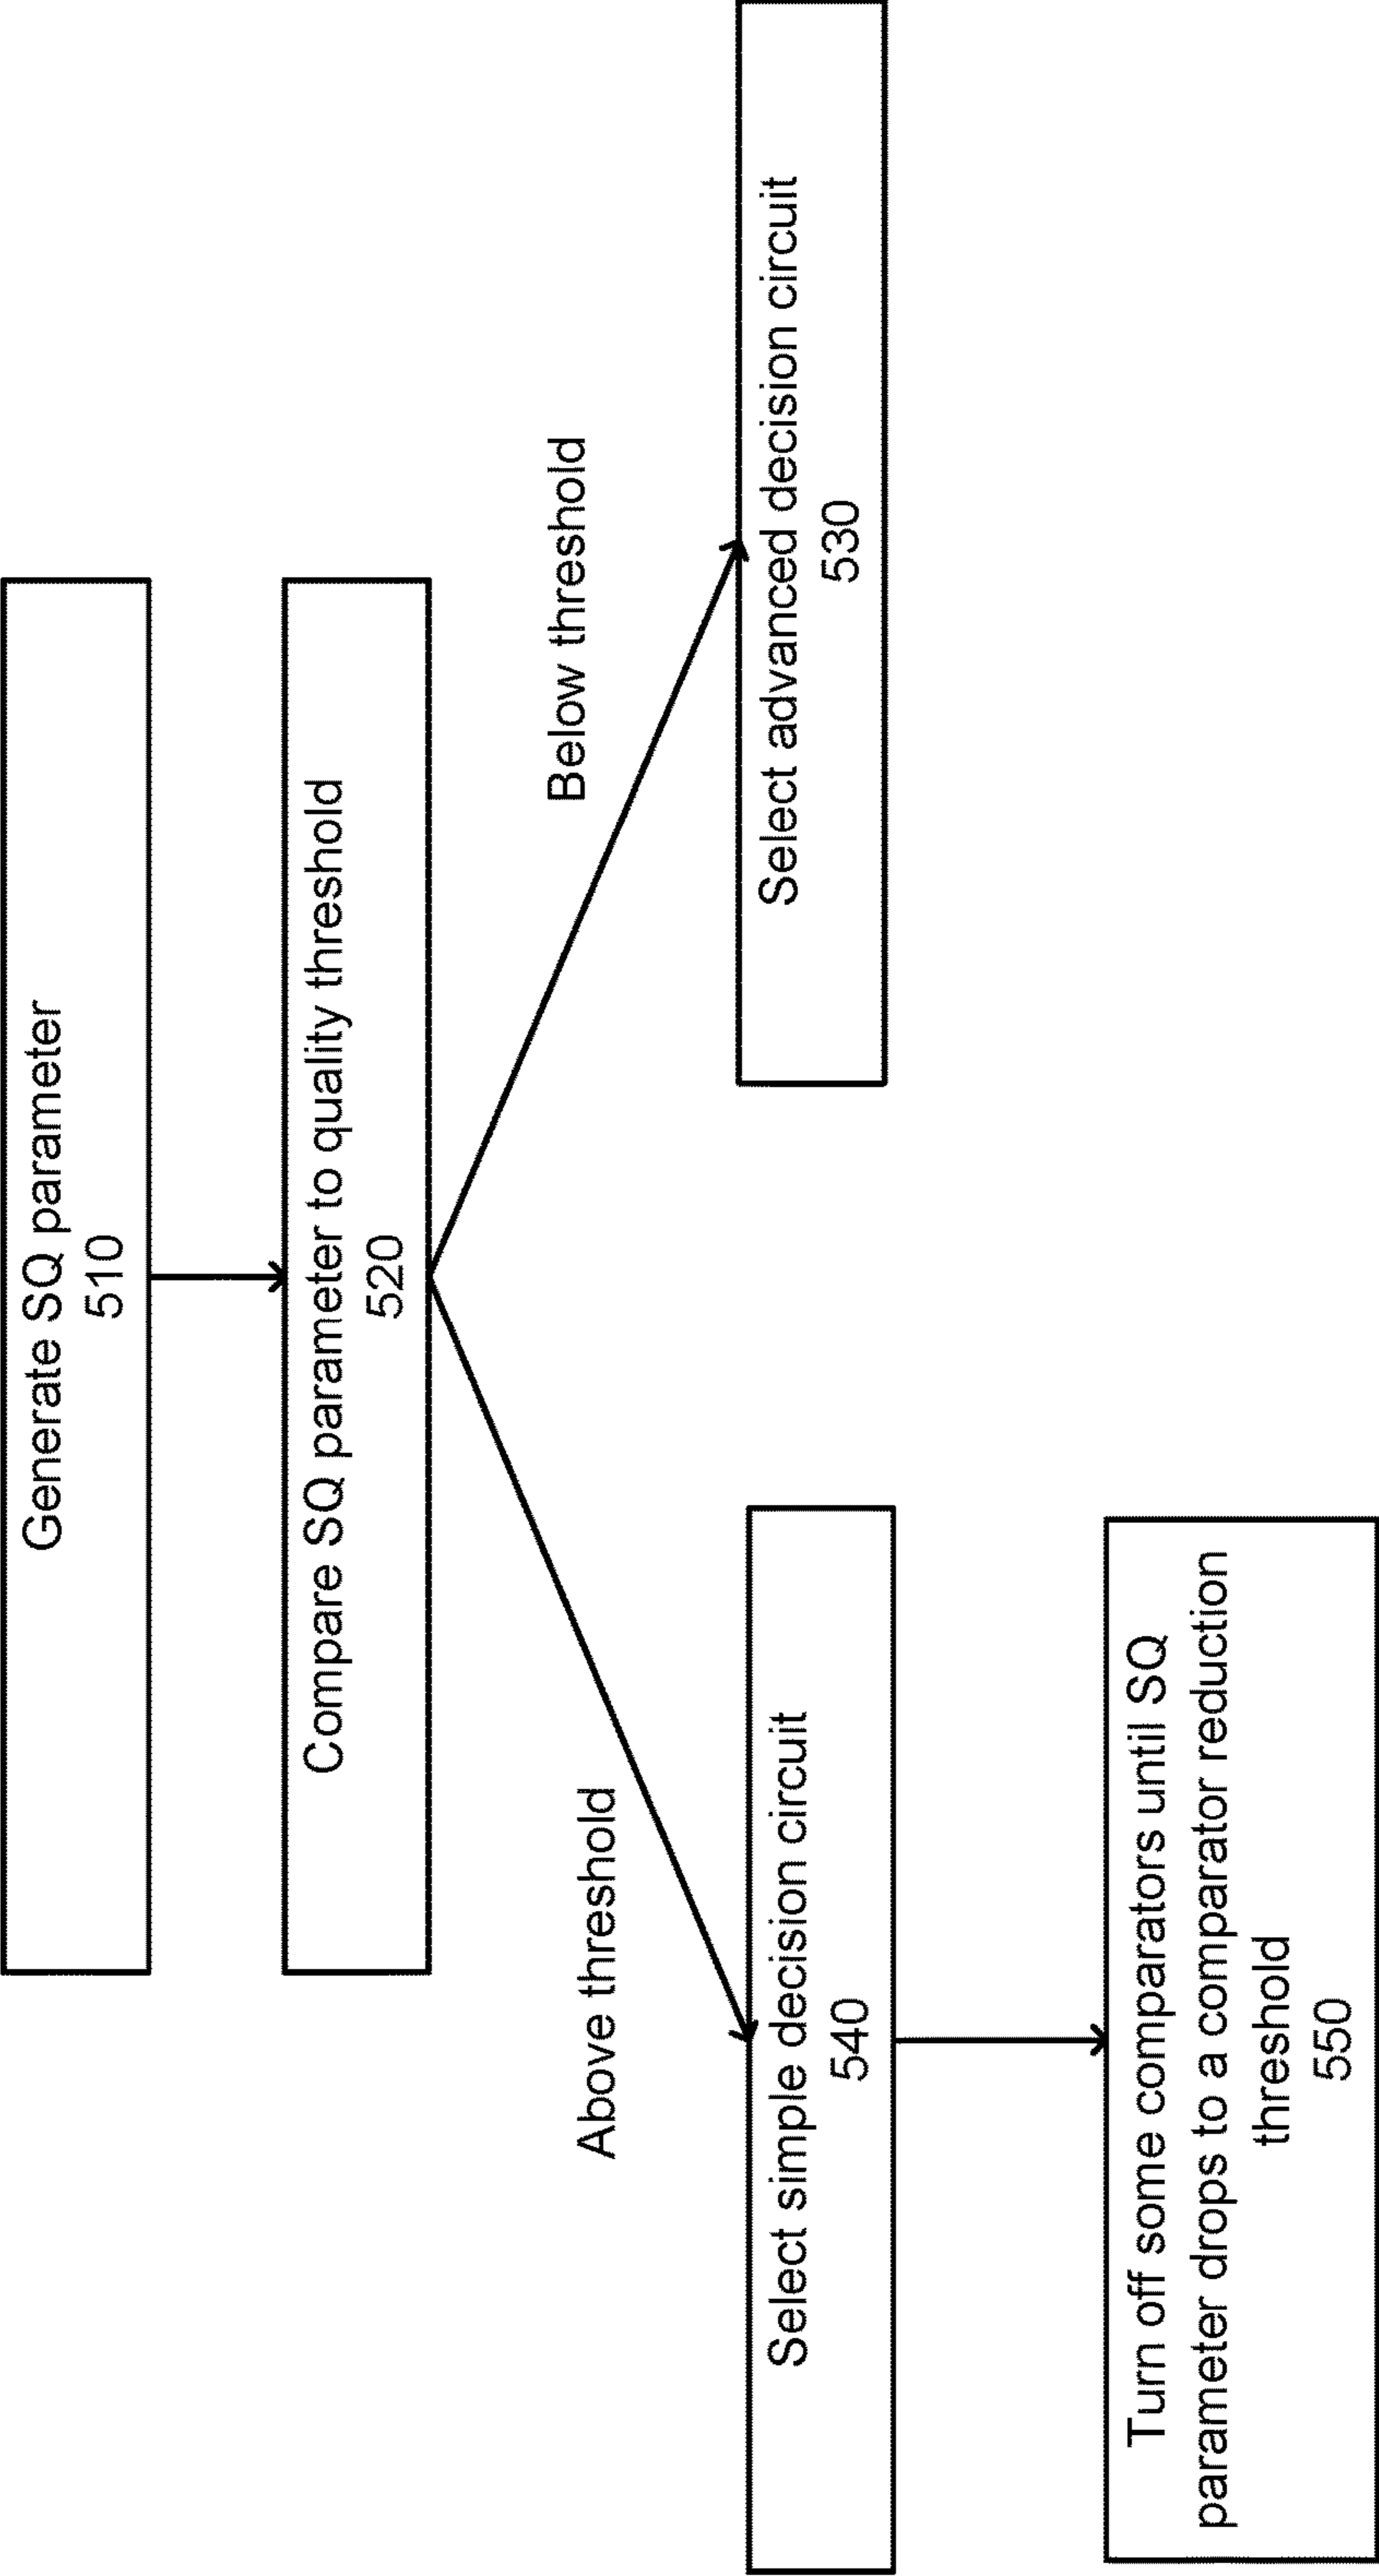 Generate SQ parameter
510
Compare SQ parameter to quality threshold
520
Above threshold
Below threshold
Select simple decision circuit
540
Select advanced decision circuit
530
Turn off some comparators until SQ
parameter drops to a comparator reduction
threshold
550